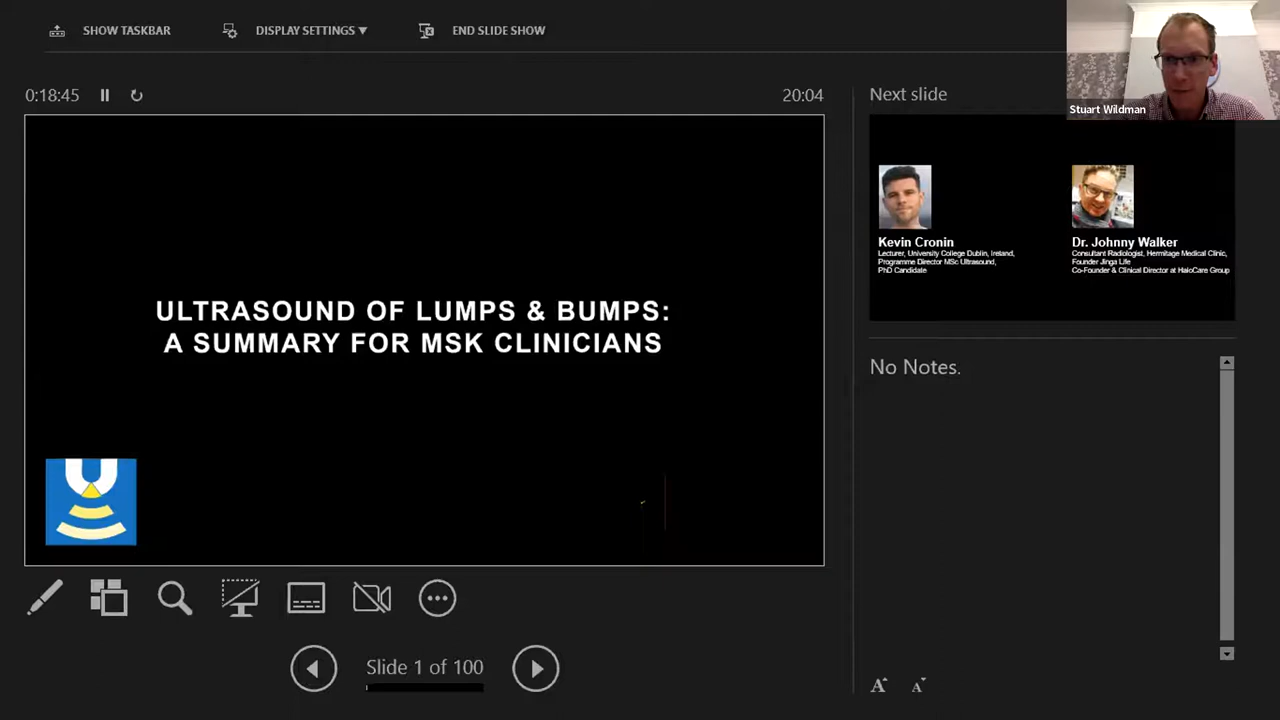 SHOW TASKBAR
DISPLAY SETTINGS ▼
END SLIDE SHOW
Stuart Wildman
0:18:45
20:04
Next slide
ULTRASOUND OF LUMPS & BUMPS:
A SUMMARY FOR MSK CLINICIANS
Kevin Cronin
Lecturer, University College Dublin, Ireland,
Programme Director MSc Ultrasound,
PhD Candidate
Dr. Johnny Walker
Consultant Radiologist, Hermitage Medical Clinic,
Founder Jinga Life
Co-Founder & Clinical Director at HaloCare Group
No Notes.
Slide 1 of 100
A A